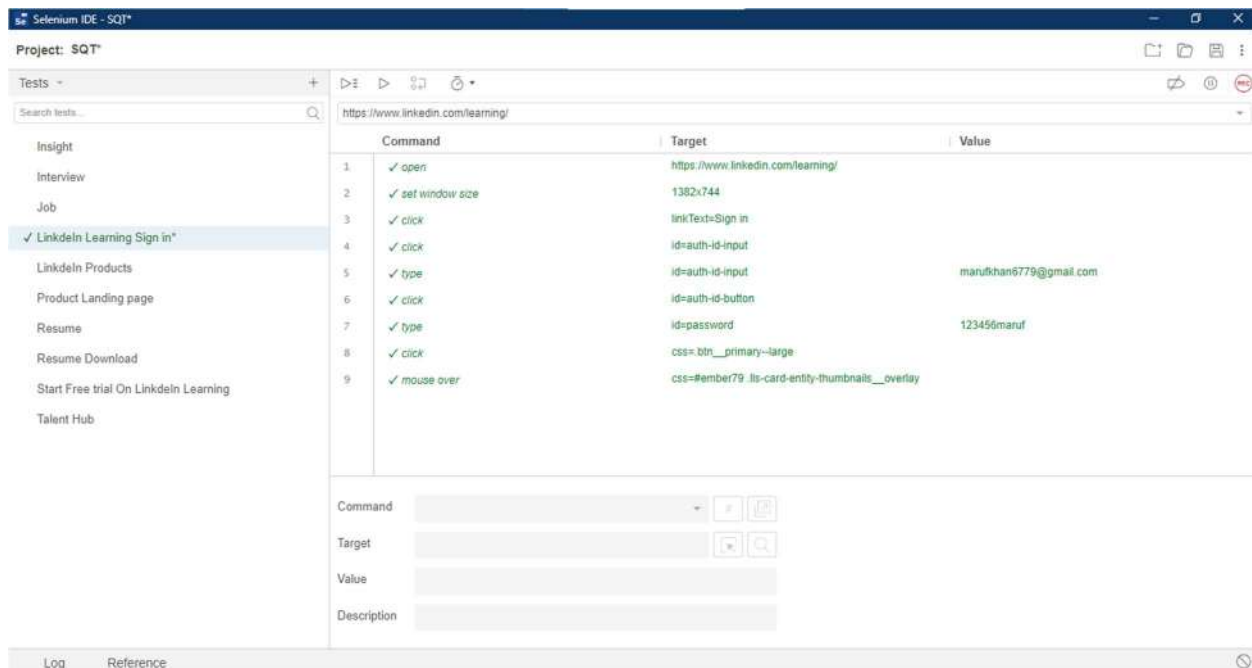 Selenium IDE - SQT*
Project: SQT*
Tests
Search tests...
https://www.linkedin.com/learning/
Command Target Value
Insight
Interview
Job
LinkdeIn Learning Sign in*
LinkdeIn Products
Product Landing page
Resume
Resume Download
Start Free trial On LinkdeIn Learning
Talent Hub
1 open https://www.linkedin.com/learning/
2 set window size 1382x744
3 click linkText=Sign in
4 click id=auth-id-input
5 type id=auth-id-input marufkhan6779@gmail.com
6 click id=auth-id-button
7 type id=password 123456maruf
8 click css=.btn__primary--large
9 mouse over css=#ember79 .lls-card-entity-thumbnails__overlay
Command
//
Target
Value
Description
Log Reference
REC